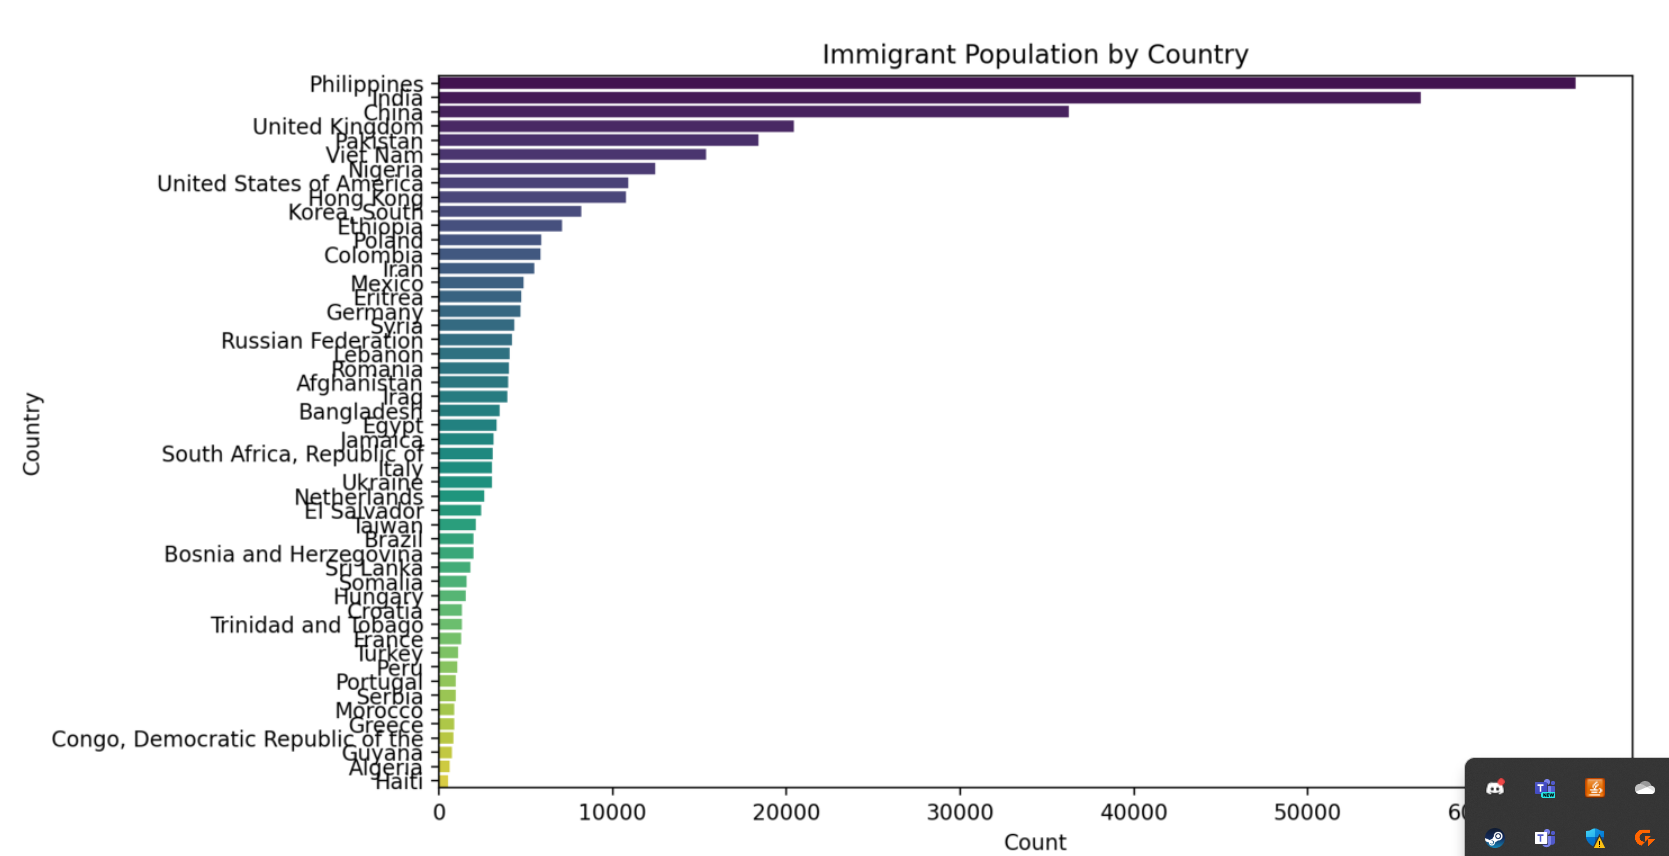 Immigrant Population by Country
Philippines
India
China
United Kingdom
Pakistan
Viet Nam
Nigeria
United States of America
Hong Kong
Korea, South
Ethiopia
Poland
Colombia
Iran
Mexico
Eritrea
Germany
Syria
Russian Federation
Lebanon
Romania
Afghanistan
Iraq
Bangladesh
Egypt
Jamaica
South Africa, Republic of
Italy
Ukraine
Netherlands
El Salvador
Taiwan
Brazil
Bosnia and Herzegovina
Sri Lanka
Somalia
Hungary
Croatia
Trinidad and Tobago
France
Turkey
Peru
Portugal
Serbia
Morocco
Greece
Congo, Democratic Republic of the
Guyana
Algeria
Haiti
Country
0 10000 20000 30000 40000 50000
Count
NEW